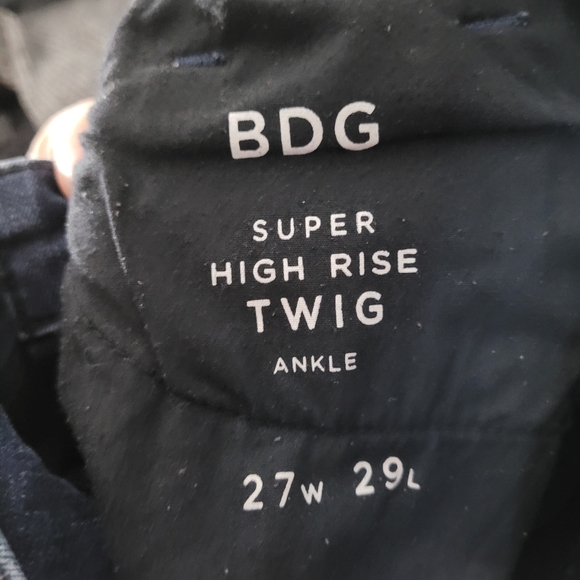 BDG
SUPER
HIGH RISE
TWIG
ANKLE
27W 29L